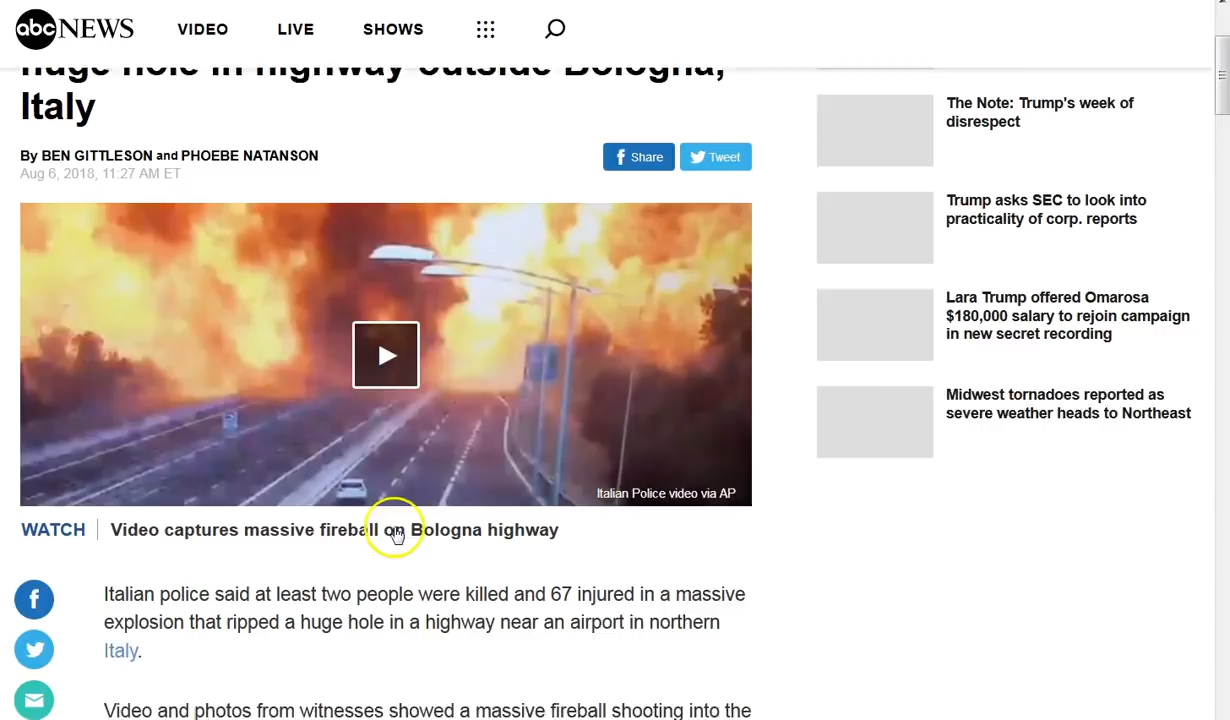 abc NEWS
VIDEO
LIVE
SHOWS
huge hole in highway outside Bologna,
Italy
By BEN GITTLESON and PHOEBE NATANSON
Aug 6, 2018, 11:27 AM ET
Share
Tweet
Italian Police video via AP
WATCH
Video captures massive fireball on Bologna highway
Italian police said at least two people were killed and 67 injured in a massive
explosion that ripped a huge hole in a highway near an airport in northern
Italy.
Video and photos from witnesses showed a massive fireball shooting into the
The Note: Trump's week of
disrespect
Trump asks SEC to look into
practicality of corp. reports
Lara Trump offered Omarosa
$180,000 salary to rejoin campaign
in new secret recording
Midwest tornadoes reported as
severe weather heads to Northeast